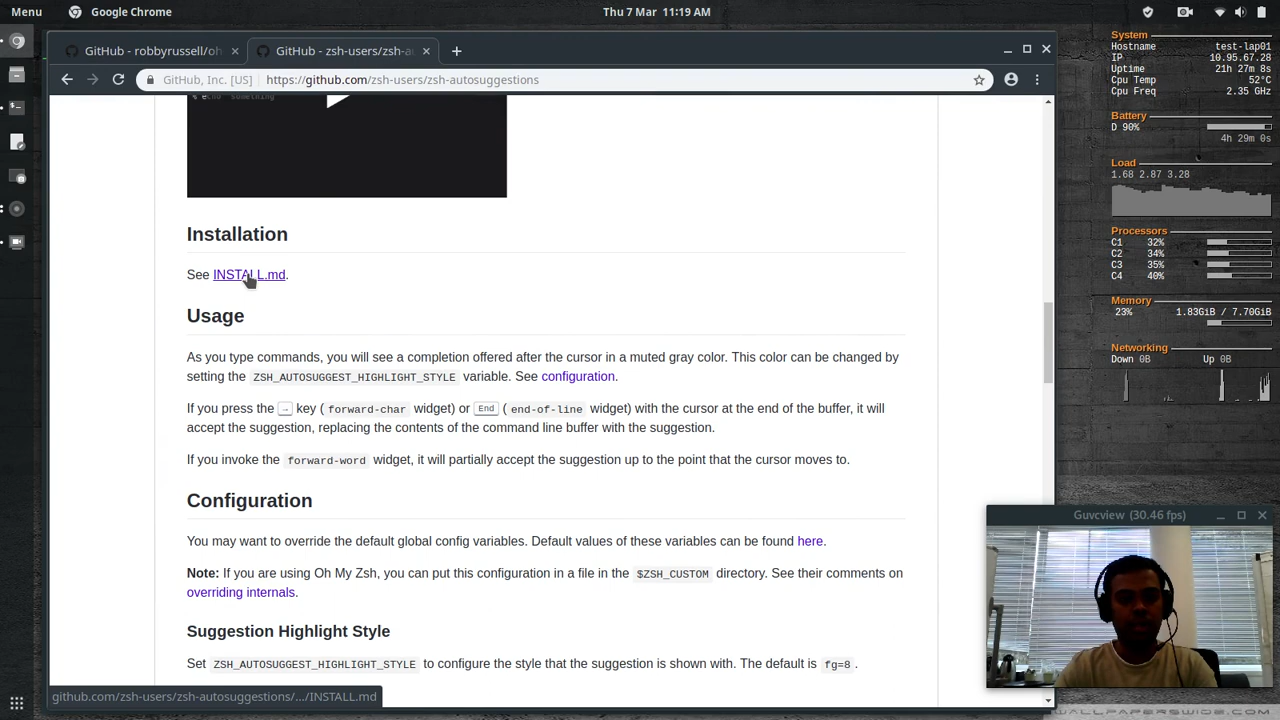 Menu
Google Chrome
Thu 7 Mar 11:19 AM
GitHub - robbyrussell/oh
GitHub - zsh-users/zsh-a
GitHub, Inc. [US]
https://github.com/zsh-users/zsh-autosuggestions
Installation
See INSTALL.md.
Usage
As you type commands, you will see a completion offered after the cursor in a muted gray color. This color can be changed by
setting the ZSH_AUTOSUGGEST_HIGHLIGHT_STYLE variable. See configuration.
If you press the → key ( forward-char widget) or End ( end-of-line widget) with the cursor at the end of the buffer, it will
accept the suggestion, replacing the contents of the command line buffer with the suggestion.
If you invoke the forward-word widget, it will partially accept the suggestion up to the point that the cursor moves to.
Configuration
You may want to override the default global config variables. Default values of these variables can be found here.
Note: If you are using Oh My Zsh, you can put this configuration in a file in the $ZSH_CUSTOM directory. See their comments on
overriding internals.
Suggestion Highlight Style
Set ZSH_AUTOSUGGEST_HIGHLIGHT_STYLE to configure the style that the suggestion is shown with. The default is fg=8 .
github.com/zsh-users/zsh-autosuggestions/.../INSTALL.md
System
Hostname test-lap01
IP 10.95.67.28
Uptime 21h 27m 8s
Cpu Temp 52°C
Cpu Freq 2.35 GHz
Battery
D 90%
4h 29m 0s
Load
1.68 2.87 3.28
Processors
C1 32%
C2 34%
C3 35%
C4 40%
Memory
23% 1.83GiB / 7.70GiB
Networking
Down 0B Up 0B
Guvcview (30.46 fps)
WALLPAPERSWIDE.COM